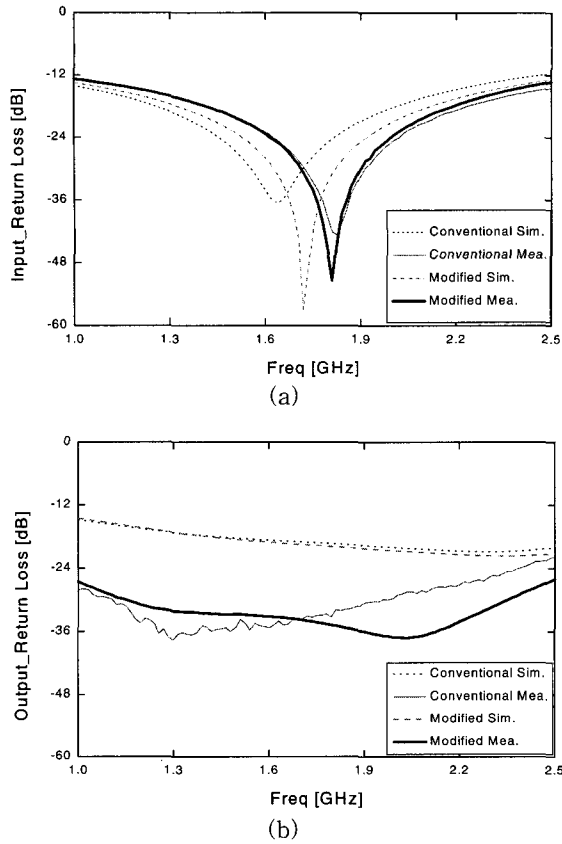 0
-12
-24
-36
-48
-60
Input_Return Loss [dB]
Conventional Sim.
Conventional Mea.
Modified Sim.
Modified Mea.
1.0 1.3 1.6 1.9 2.2 2.5
Freq [GHz]
(a)
0
-12
-24
-36
-48
-60
Output_Return Loss [dB]
Conventional Sim.
Conventional Mea.
Modified Sim.
Modified Mea.
1.0 1.3 1.6 1.9 2.2 2.5
Freq [GHz]
(b)